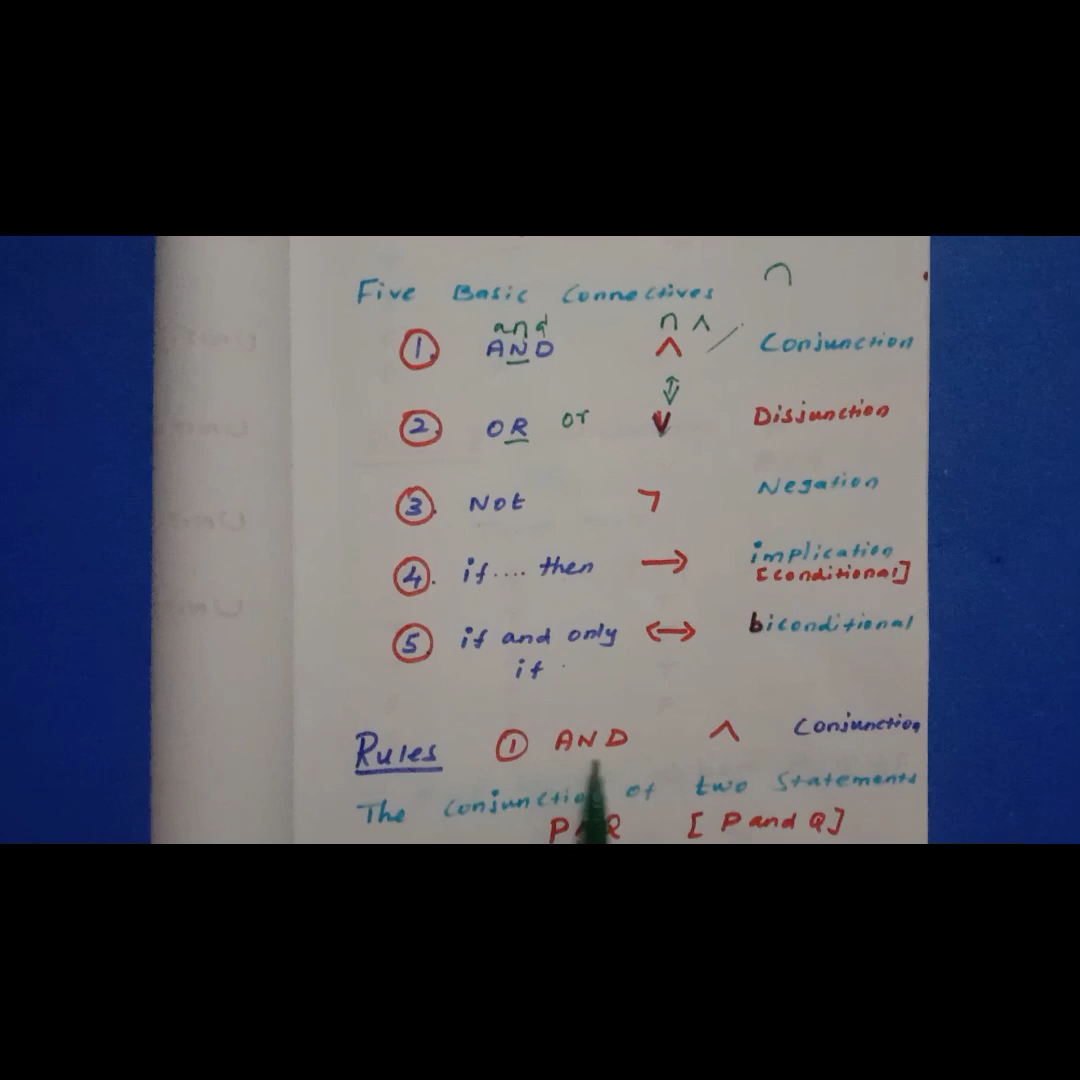 Five Basic Connectives ∩
and ∩ ∧
1. AND ∧ Conjunction
↕
2. OR or ∨ Disjunction
3. Not ¬ Negation
4. if.... then → implication
[Conditional]
5. if and only ↔ biconditional
if
Rules 1 AND ∧ Conjunction
The Conjunction of two Statements
P ∧ Q [P and Q]